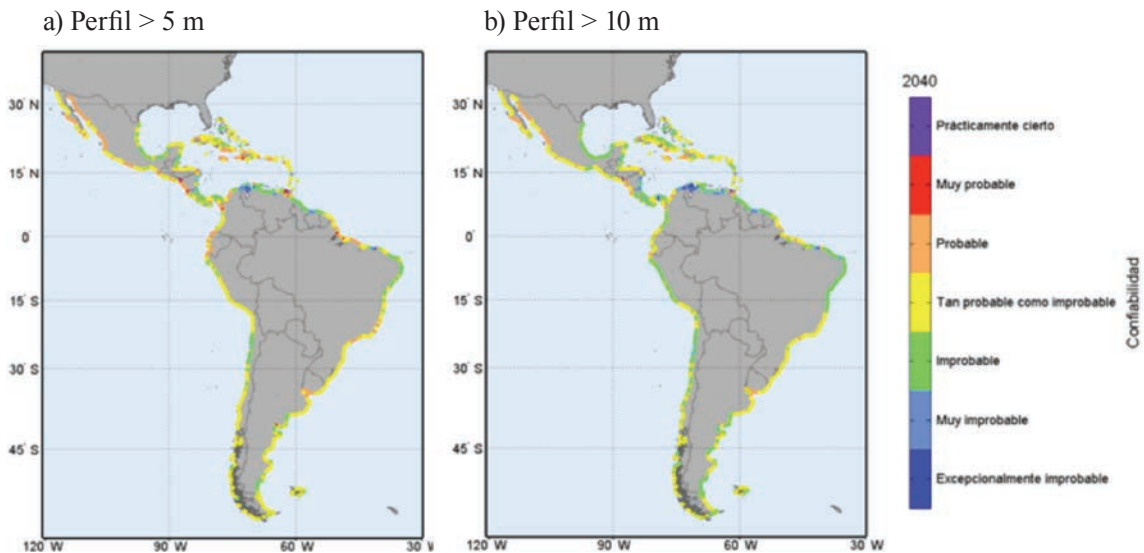 a) Perfil > 5 m
b) Perfil > 10 m
30° N
15° N
0°
15° S
30° S
45° S
120 W
90 W
60 W
30 W
30° N
15° N
0°
15° S
30° S
45° S
120 W
90 W
60 W
30 W
2040
Prácticamente cierto
Muy probable
Probable
Tan probable como improbable
Improbable
Muy improbable
Excepcionalmente improbable
Confiabilidad